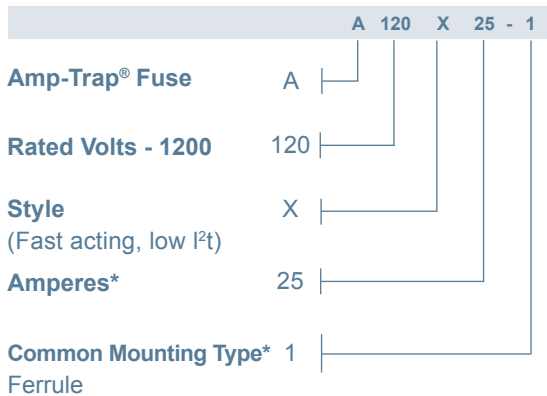 A 120 X 25 - 1
Amp-Trap® Fuse A
Rated Volts - 1200 120
Style X
(Fast acting, low I²t)
Amperes* 25
Common Mounting Type* 1
Ferrule